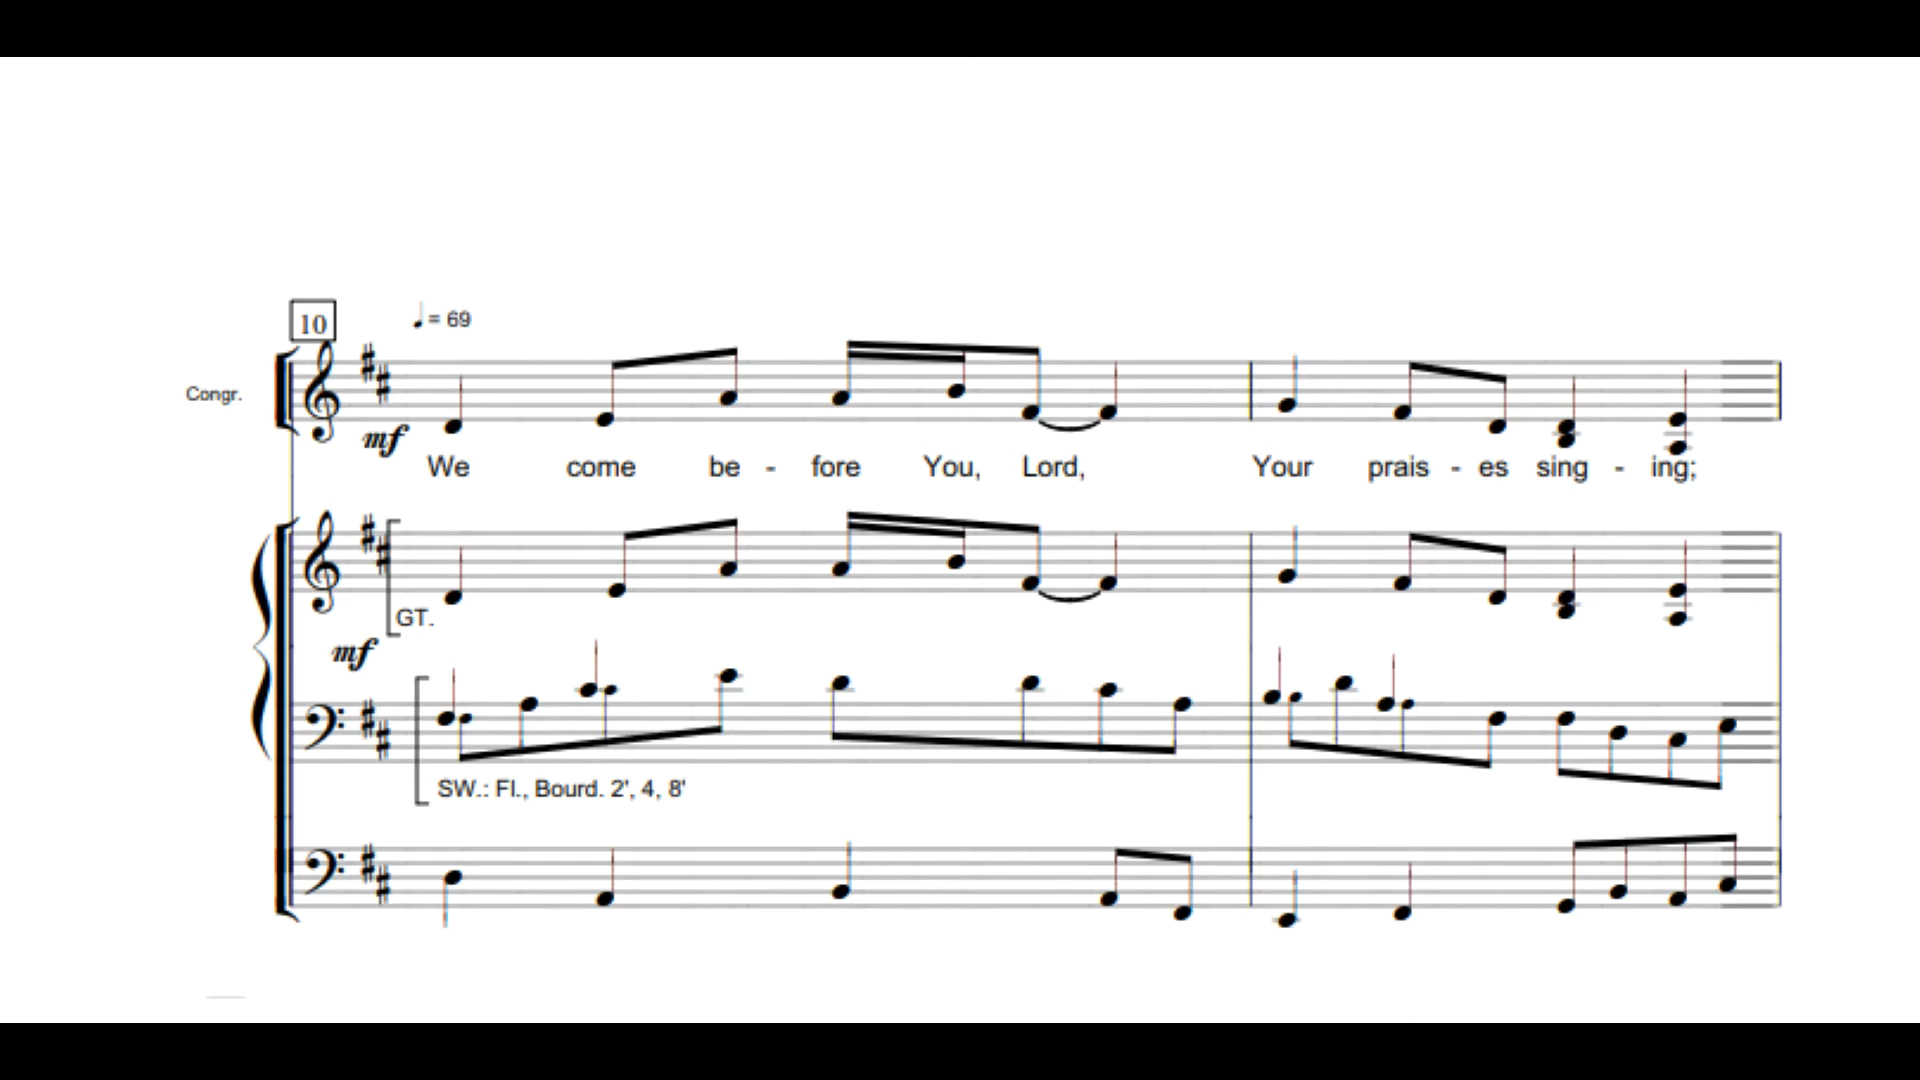 10
= 69
Congr.
mf
We come be - fore You, Lord, Your prais - es sing - ing;
GT.
mf
SW.: Fl., Bourd. 2', 4, 8'